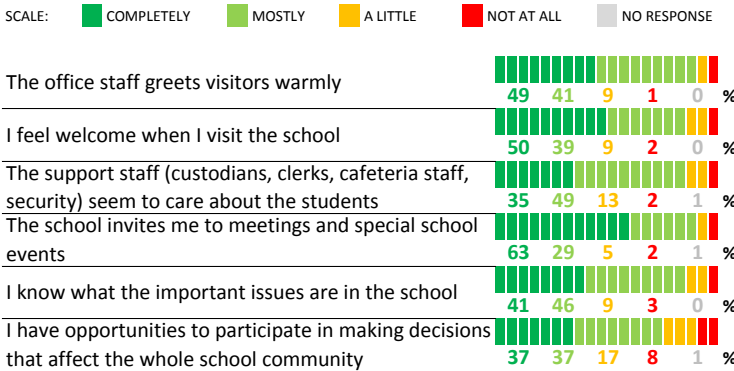 SCALE: COMPLETELY MOSTLY A LITTLE NOT AT ALL NO RESPONSE
The office staff greets visitors warmly
49 41 9 1 0 %
I feel welcome when I visit the school
50 39 9 2 0 %
The support staff (custodians, clerks, cafeteria staff,
security) seem to care about the students
35 49 13 2 1 %
The school invites me to meetings and special school
events
63 29 5 2 1 %
I know what the important issues are in the school
41 46 9 3 0 %
I have opportunities to participate in making decisions
that affect the whole school community
37 37 17 8 1 %